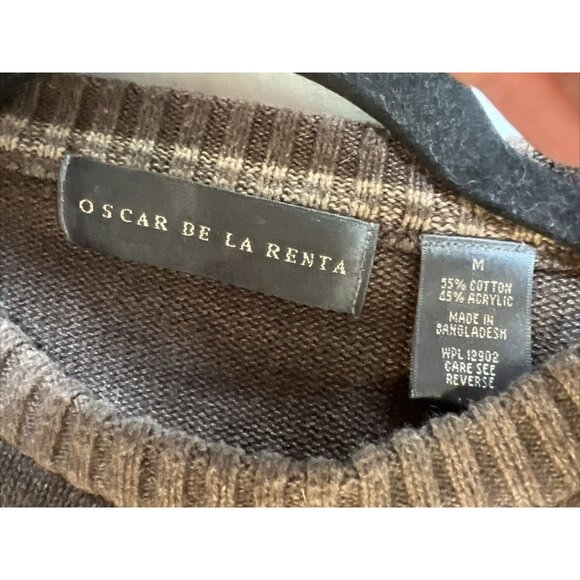 OSCAR DE LA RENTA
M
55% COTTON
45% ACRYLIC
MADE IN
BANGLADESH
WPL 12902
CARE SEE
REVERSE